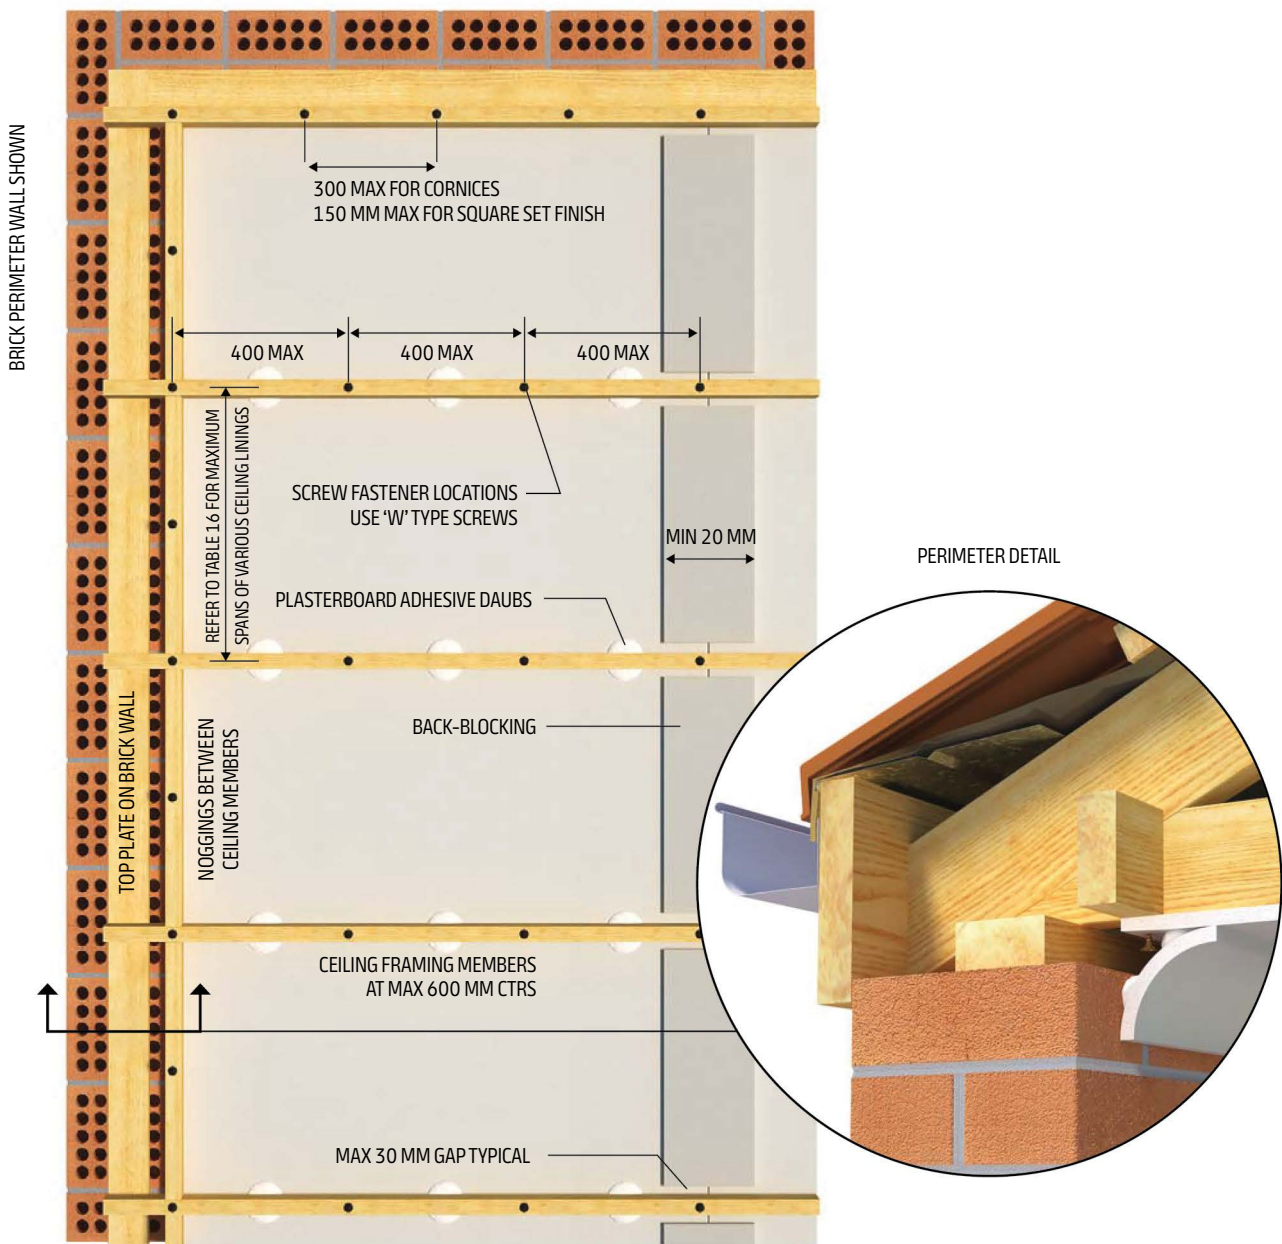 BRICK PERIMETER WALL SHOWN
300 MAX FOR CORNICES
150 MM MAX FOR SQUARE SET FINISH
400 MAX
400 MAX
400 MAX
REFER TO TABLE 16 FOR MAXIMUM
SPANS OF VARIOUS CEILING LININGS
SCREW FASTENER LOCATIONS
USE ‘W’ TYPE SCREWS
MIN 20 MM
PERIMETER DETAIL
PLASTERBOARD ADHESIVE DAUBS
TOP PLATE ON BRICK WALL
NOGGINGS BETWEEN
CEILING MEMBERS
BACK-BLOCKING
CEILING FRAMING MEMBERS
AT MAX 600 MM CTRS
MAX 30 MM GAP TYPICAL